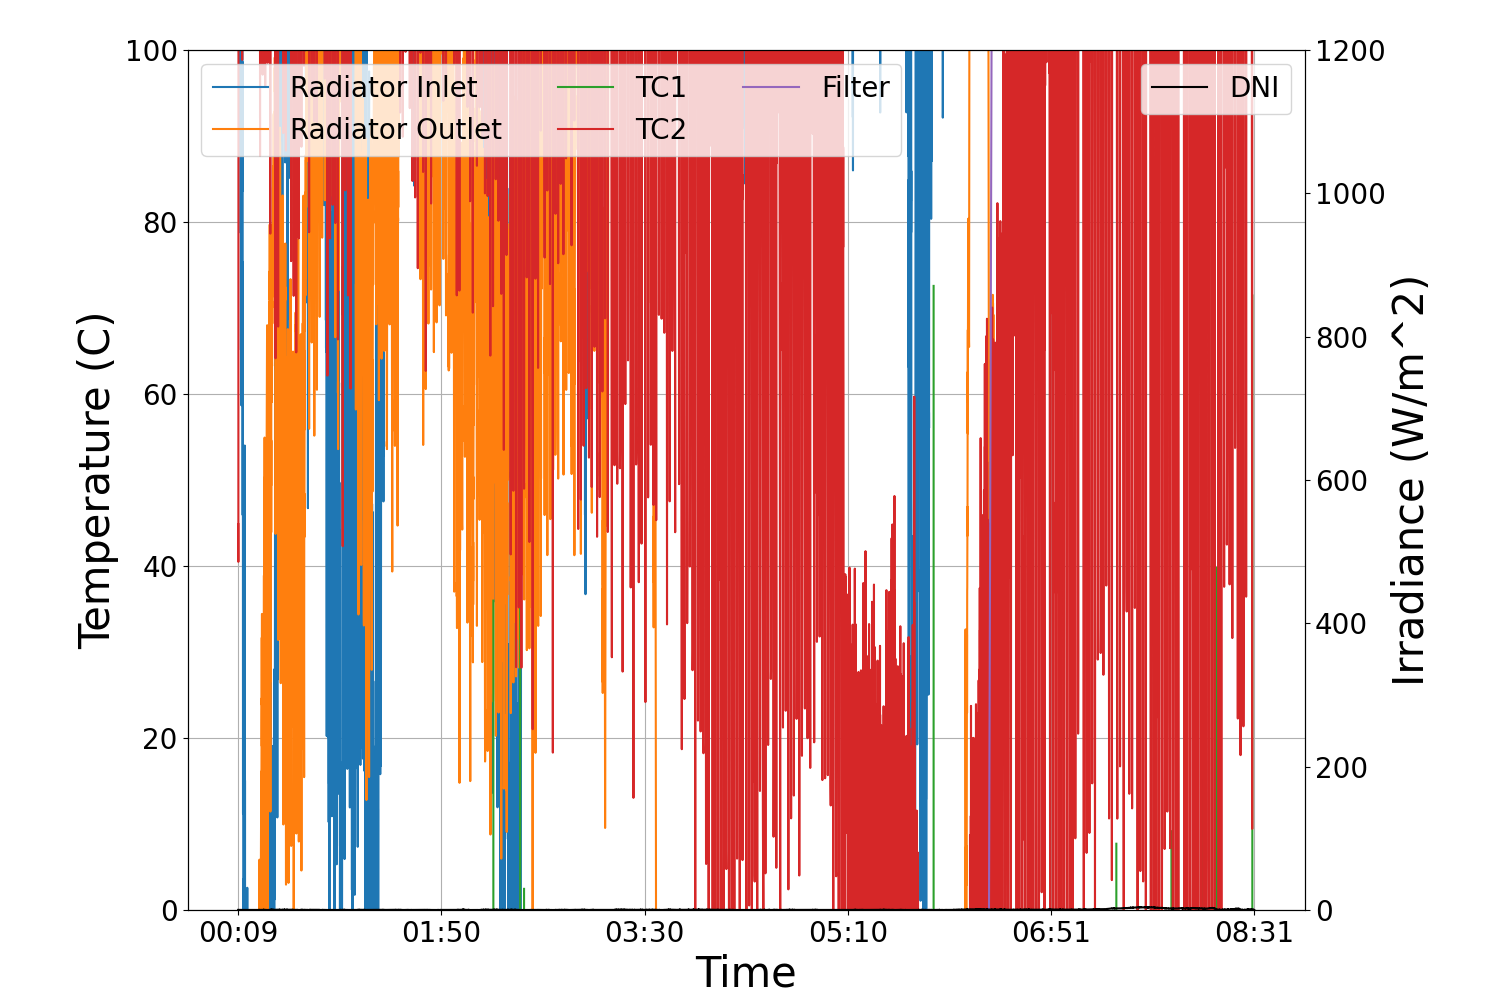 100
80
60
40
20
0
Temperature (C)
Radiator Inlet
Radiator Outlet
TC1
TC2
Filter
DNI
1200
1000
800
600
400
200
0
Irradiance (W/m^2)
00:09
01:50
03:30
05:10
06:51
08:31
Time